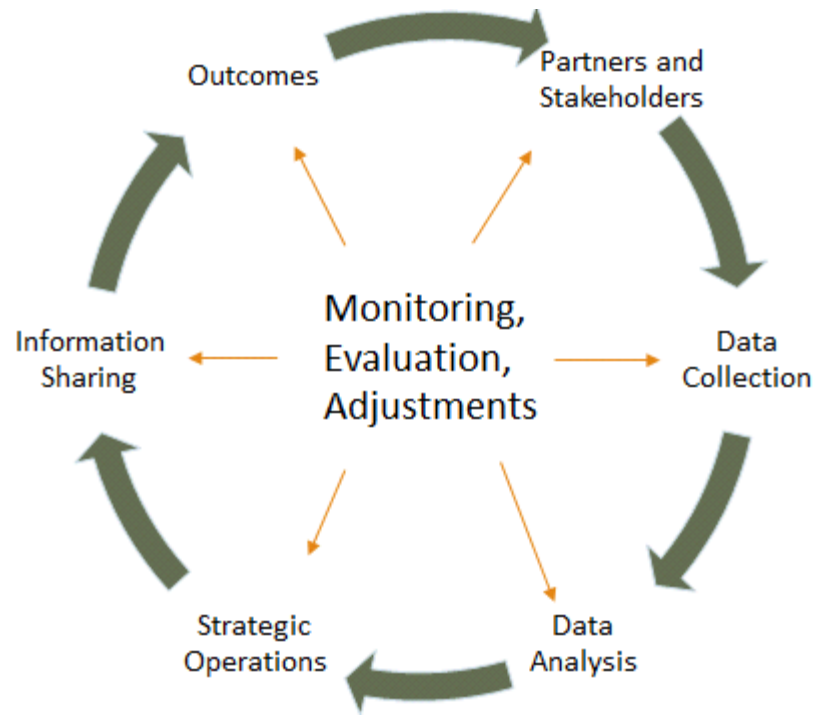 Outcomes
Partners and
Stakeholders
Monitoring,
Evaluation,
Adjustments
Information
Sharing
Data
Collection
Strategic
Operations
Data
Analysis